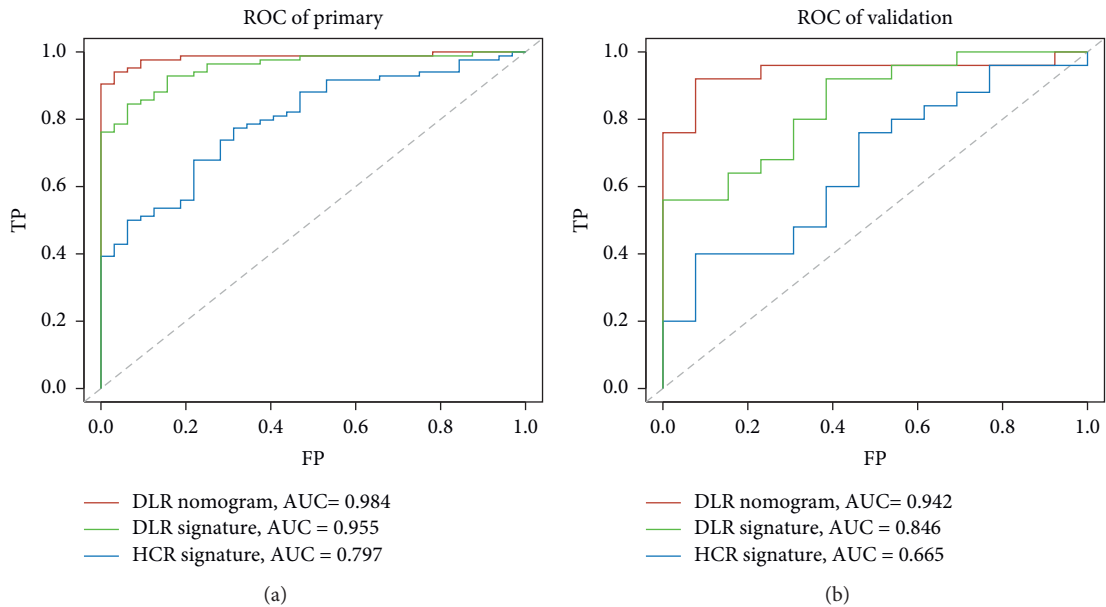 ROC of primary
1.0
0.8
0.6
0.4
0.2
0.0
TP
0.0 0.2 0.4 0.6 0.8 1.0
FP
DLR nomogram, AUC= 0.984
DLR signature, AUC = 0.955
HCR signature, AUC = 0.797
(a)
ROC of validation
1.0
0.8
0.6
0.4
0.2
0.0
TP
0.0 0.2 0.4 0.6 0.8 1.0
FP
DLR nomogram, AUC = 0.942
DLR signature, AUC = 0.846
HCR signature, AUC = 0.665
(b)